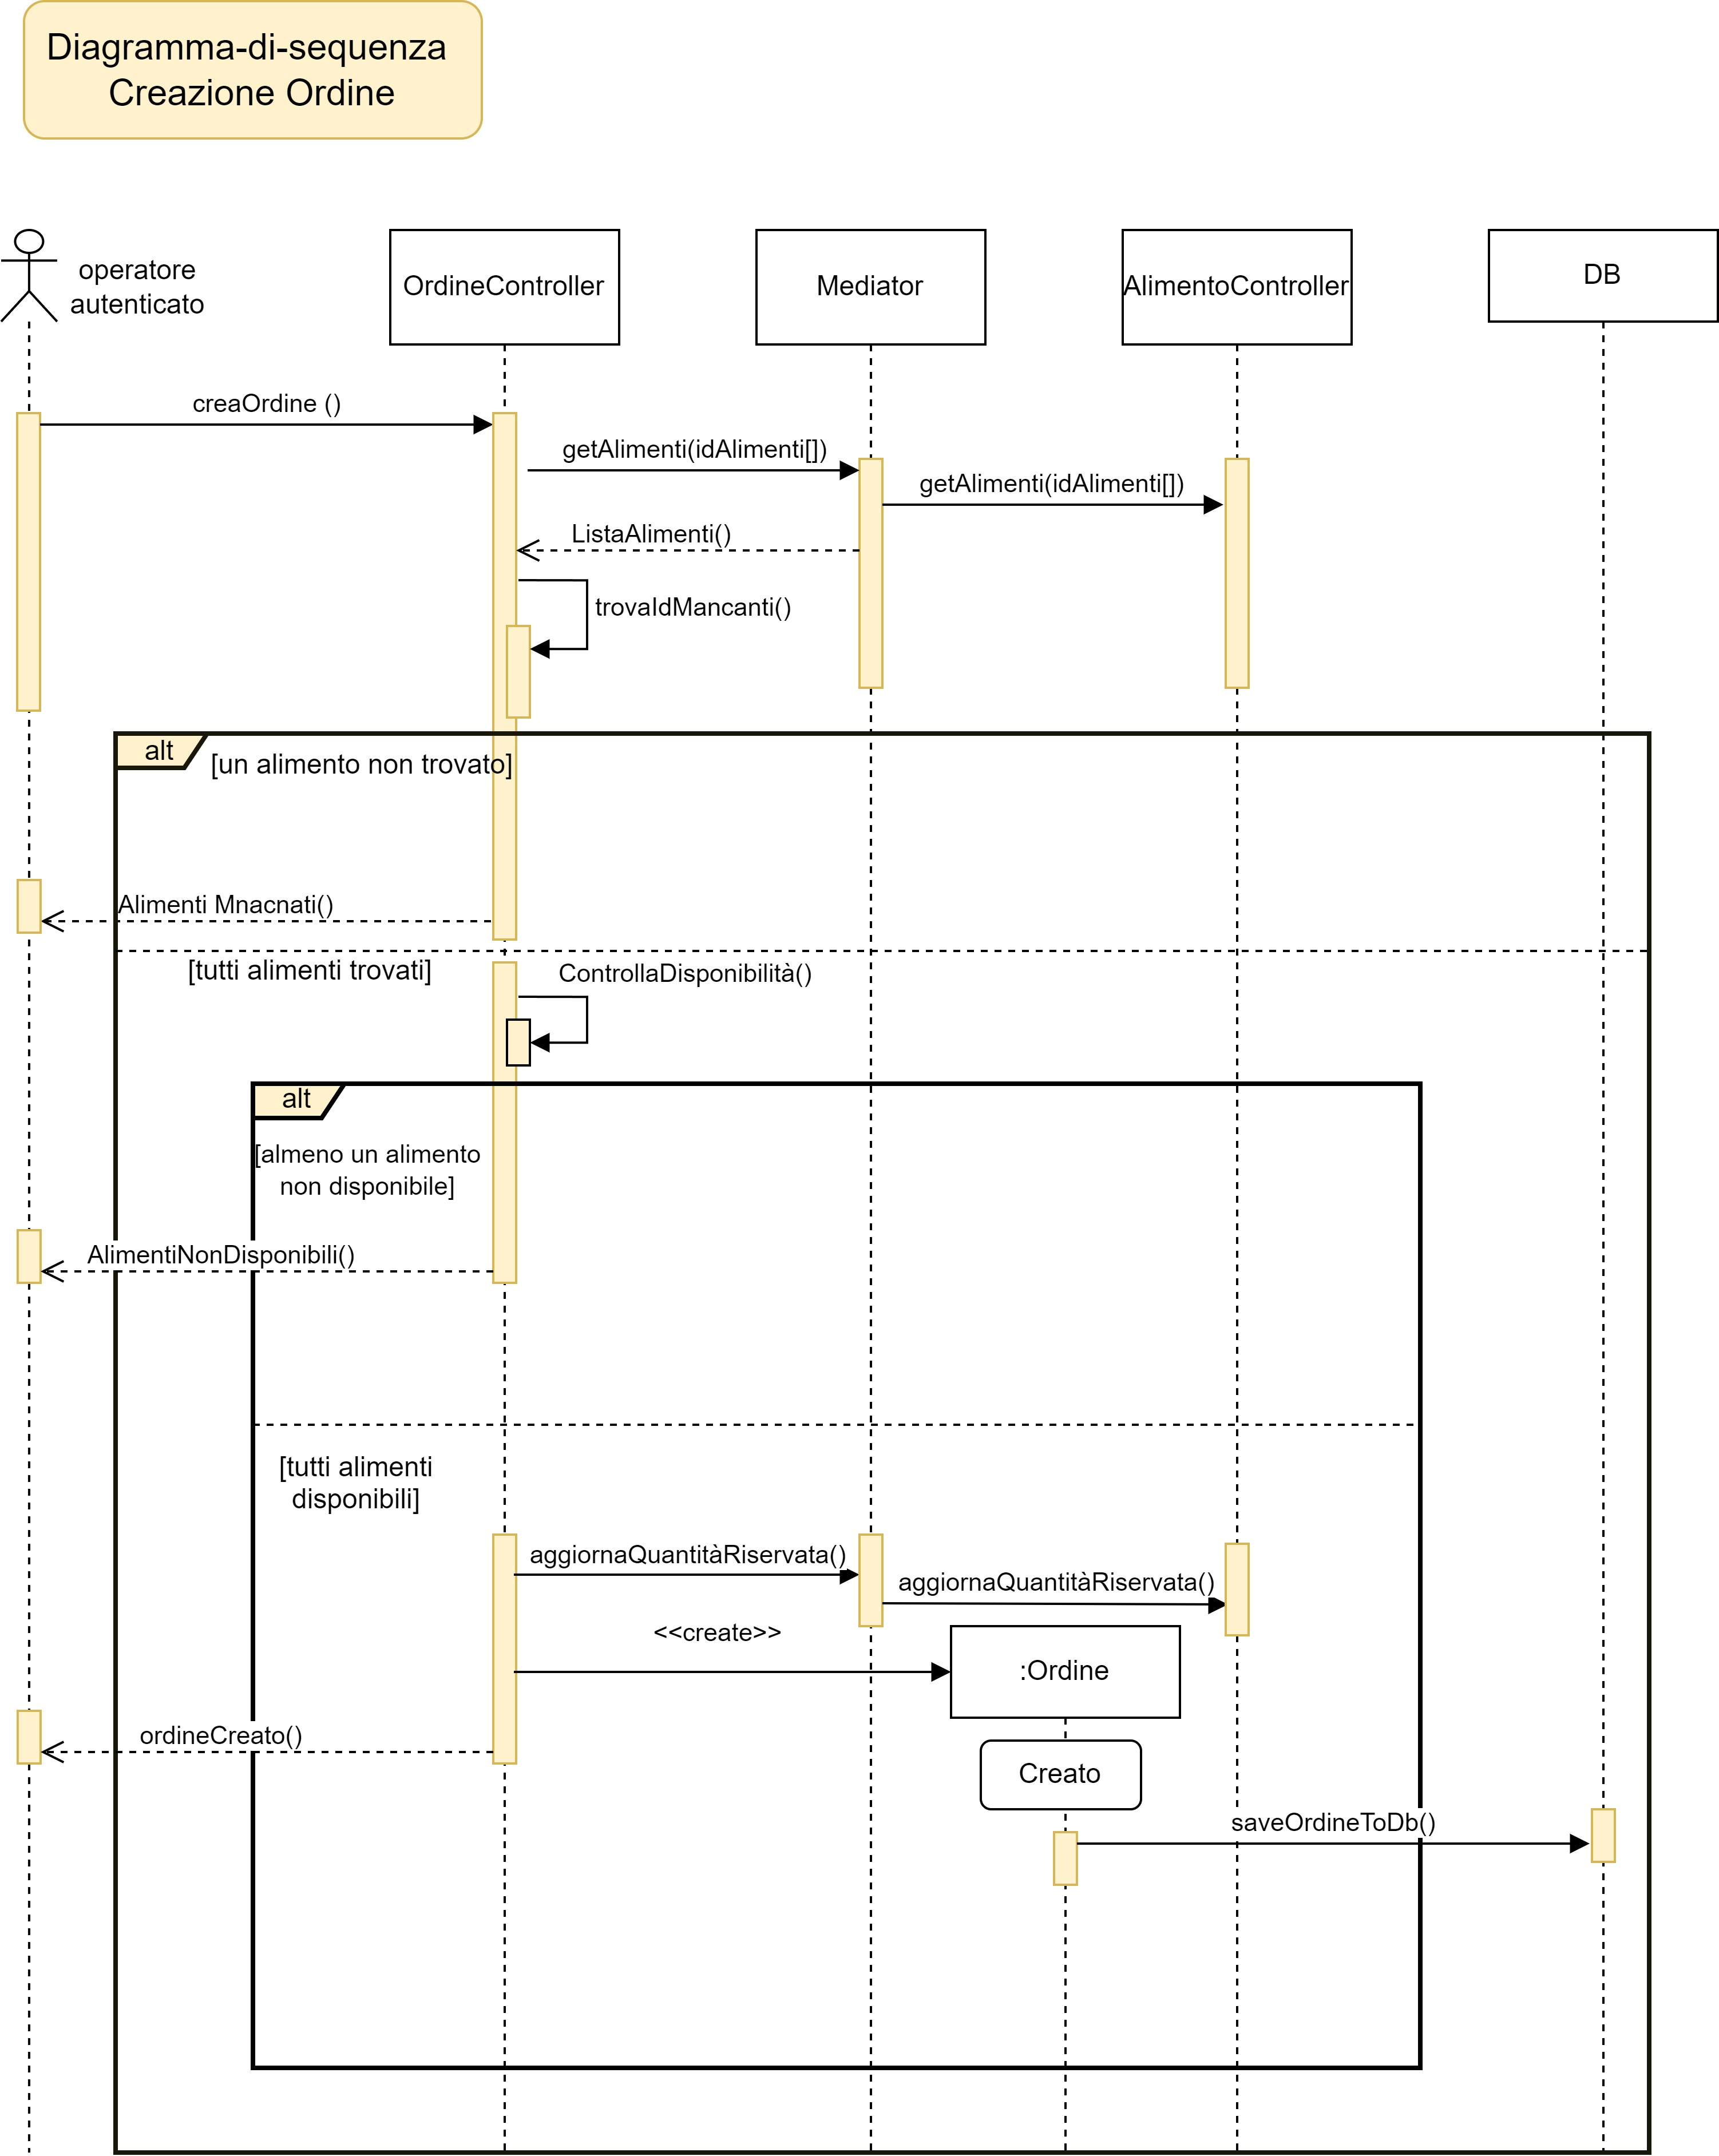 Diagramma-di-sequenza
Creazione Ordine
operatore
autenticato
OrdineController
Mediator
AlimentoController
DB
creaOrdine ()
getAlimenti(idAlimenti[])
getAlimenti(idAlimenti[])
ListaAlimenti()
trovaIdMancanti()
alt
[un alimento non trovato]
Alimenti Mnacnati()
[tutti alimenti trovati]
ControllaDisponibilità()
alt
[almeno un alimento
non disponibile]
AlimentiNonDisponibili()
[tutti alimenti
disponibili]
aggiornaQuantitàRiservata()
aggiornaQuantitàRiservata()
<<create>>
:Ordine
ordineCreato()
Creato
saveOrdineToDb()